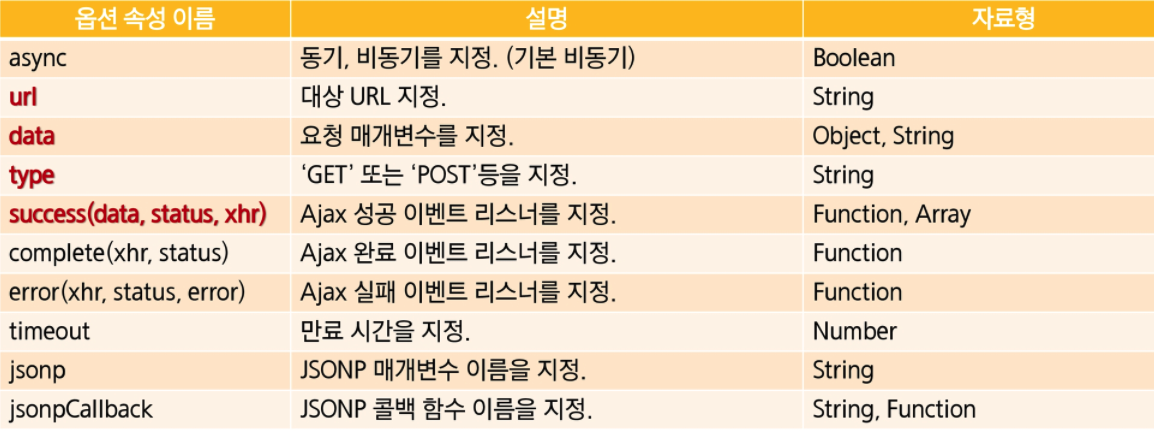 옵션 속성 이름 설명 자료형
async 동기, 비동기를 지정. (기본 비동기) Boolean
url 대상 URL 지정. String
data 요청 매개변수를 지정. Object, String
type ‘GET’ 또는 ‘POST’등을 지정. String
success(data, status, xhr) Ajax 성공 이벤트 리스너를 지정. Function, Array
complete(xhr, status) Ajax 완료 이벤트 리스너를 지정. Function
error(xhr, status, error) Ajax 실패 이벤트 리스너를 지정. Function
timeout 만료 시간을 지정. Number
jsonp JSONP 매개변수 이름을 지정. String
jsonpCallback JSONP 콜백 함수 이름을 지정. String, Function